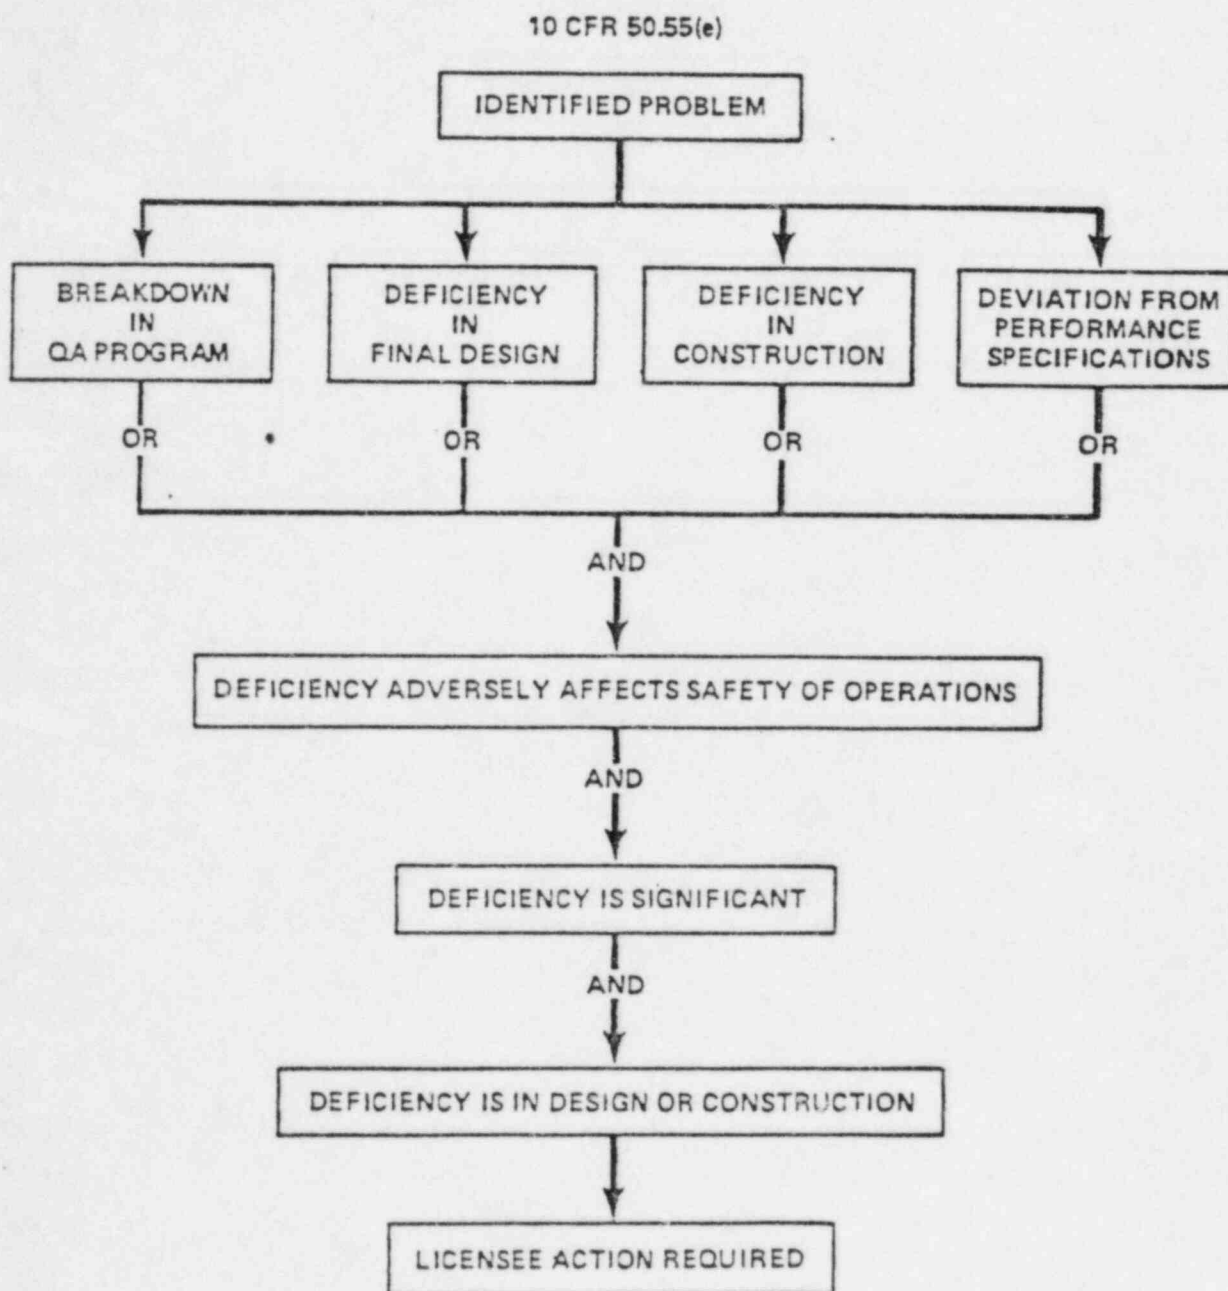 10 CFR 50.55(e)
IDENTIFIED PROBLEM
BREAKDOWN
IN
QA PROGRAM
DEFICIENCY
IN
FINAL DESIGN
DEFICIENCY
IN
CONSTRUCTION
DEVIATION FROM
PERFORMANCE
SPECIFICATIONS
OR
OR
OR
OR
AND
DEFICIENCY ADVERSELY AFFECTS SAFETY OF OPERATIONS
AND
DEFICIENCY IS SIGNIFICANT
AND
DEFICIENCY IS IN DESIGN OR CONSTRUCTION
LICENSEE ACTION REQUIRED